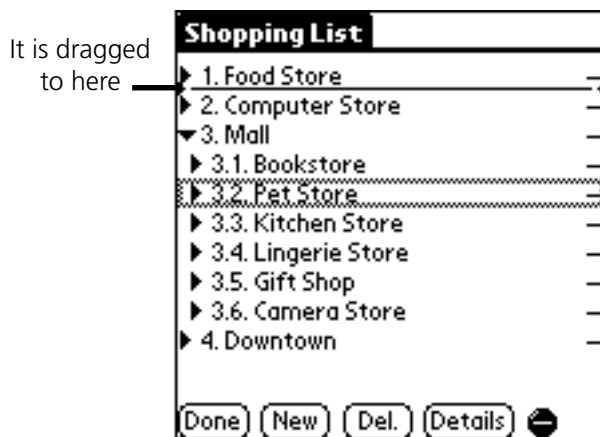 It is dragged
to here
Shopping List
1. Food Store
2. Computer Store
3. Mall
3.1. Bookstore
3.2. Pet Store
3.3. Kitchen Store
3.4. Lingerie Store
3.5. Gift Shop
3.6. Camera Store
4. Downtown
Done New Del. Details